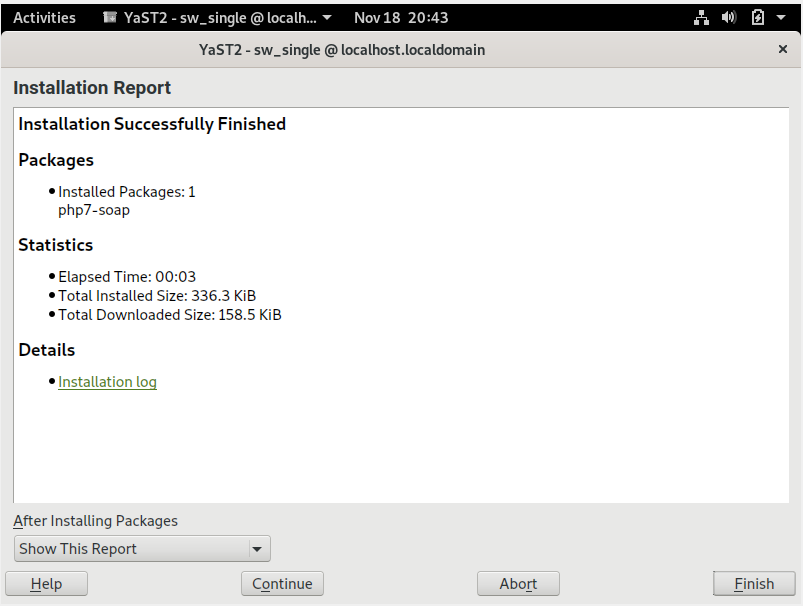 Activities YaST2 - sw_single @ localh... Nov 18 20:43
YaST2 - sw_single @ localhost.localdomain ×
Installation Report
Installation Successfully Finished
Packages
• Installed Packages: 1
php7-soap
Statistics
• Elapsed Time: 00:03
• Total Installed Size: 336.3 KiB
• Total Downloaded Size: 158.5 KiB
Details
• Installation log
After Installing Packages
Show This Report
Help Continue Abort Finish